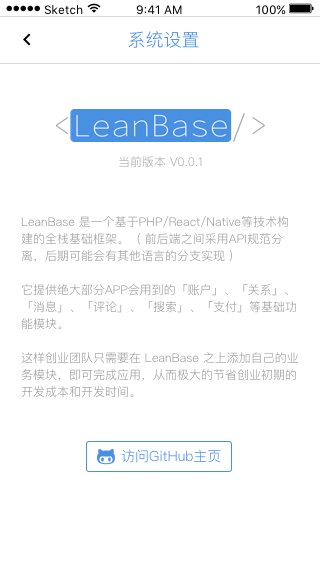 Sketch 9:41 AM 100%
系统设置
<LeanBase/>
当前版本 V0.0.1
LeanBase 是一个基于PHP/React/Native等技术构
建的全栈基础框架。（ 前后端之间采用API规范分
离，后期可能会有其他语言的分支实现 ）
它提供绝大部分APP会用到的「账户」、「关系」、
「消息」、「评论」、「搜索」、「支付」等基础功
能模块。
这样创业团队只需要在 LeanBase 之上添加自己的业
务模块，即可完成应用，从而极大的节省创业初期的
开发成本和开发时间。
访问GitHub主页